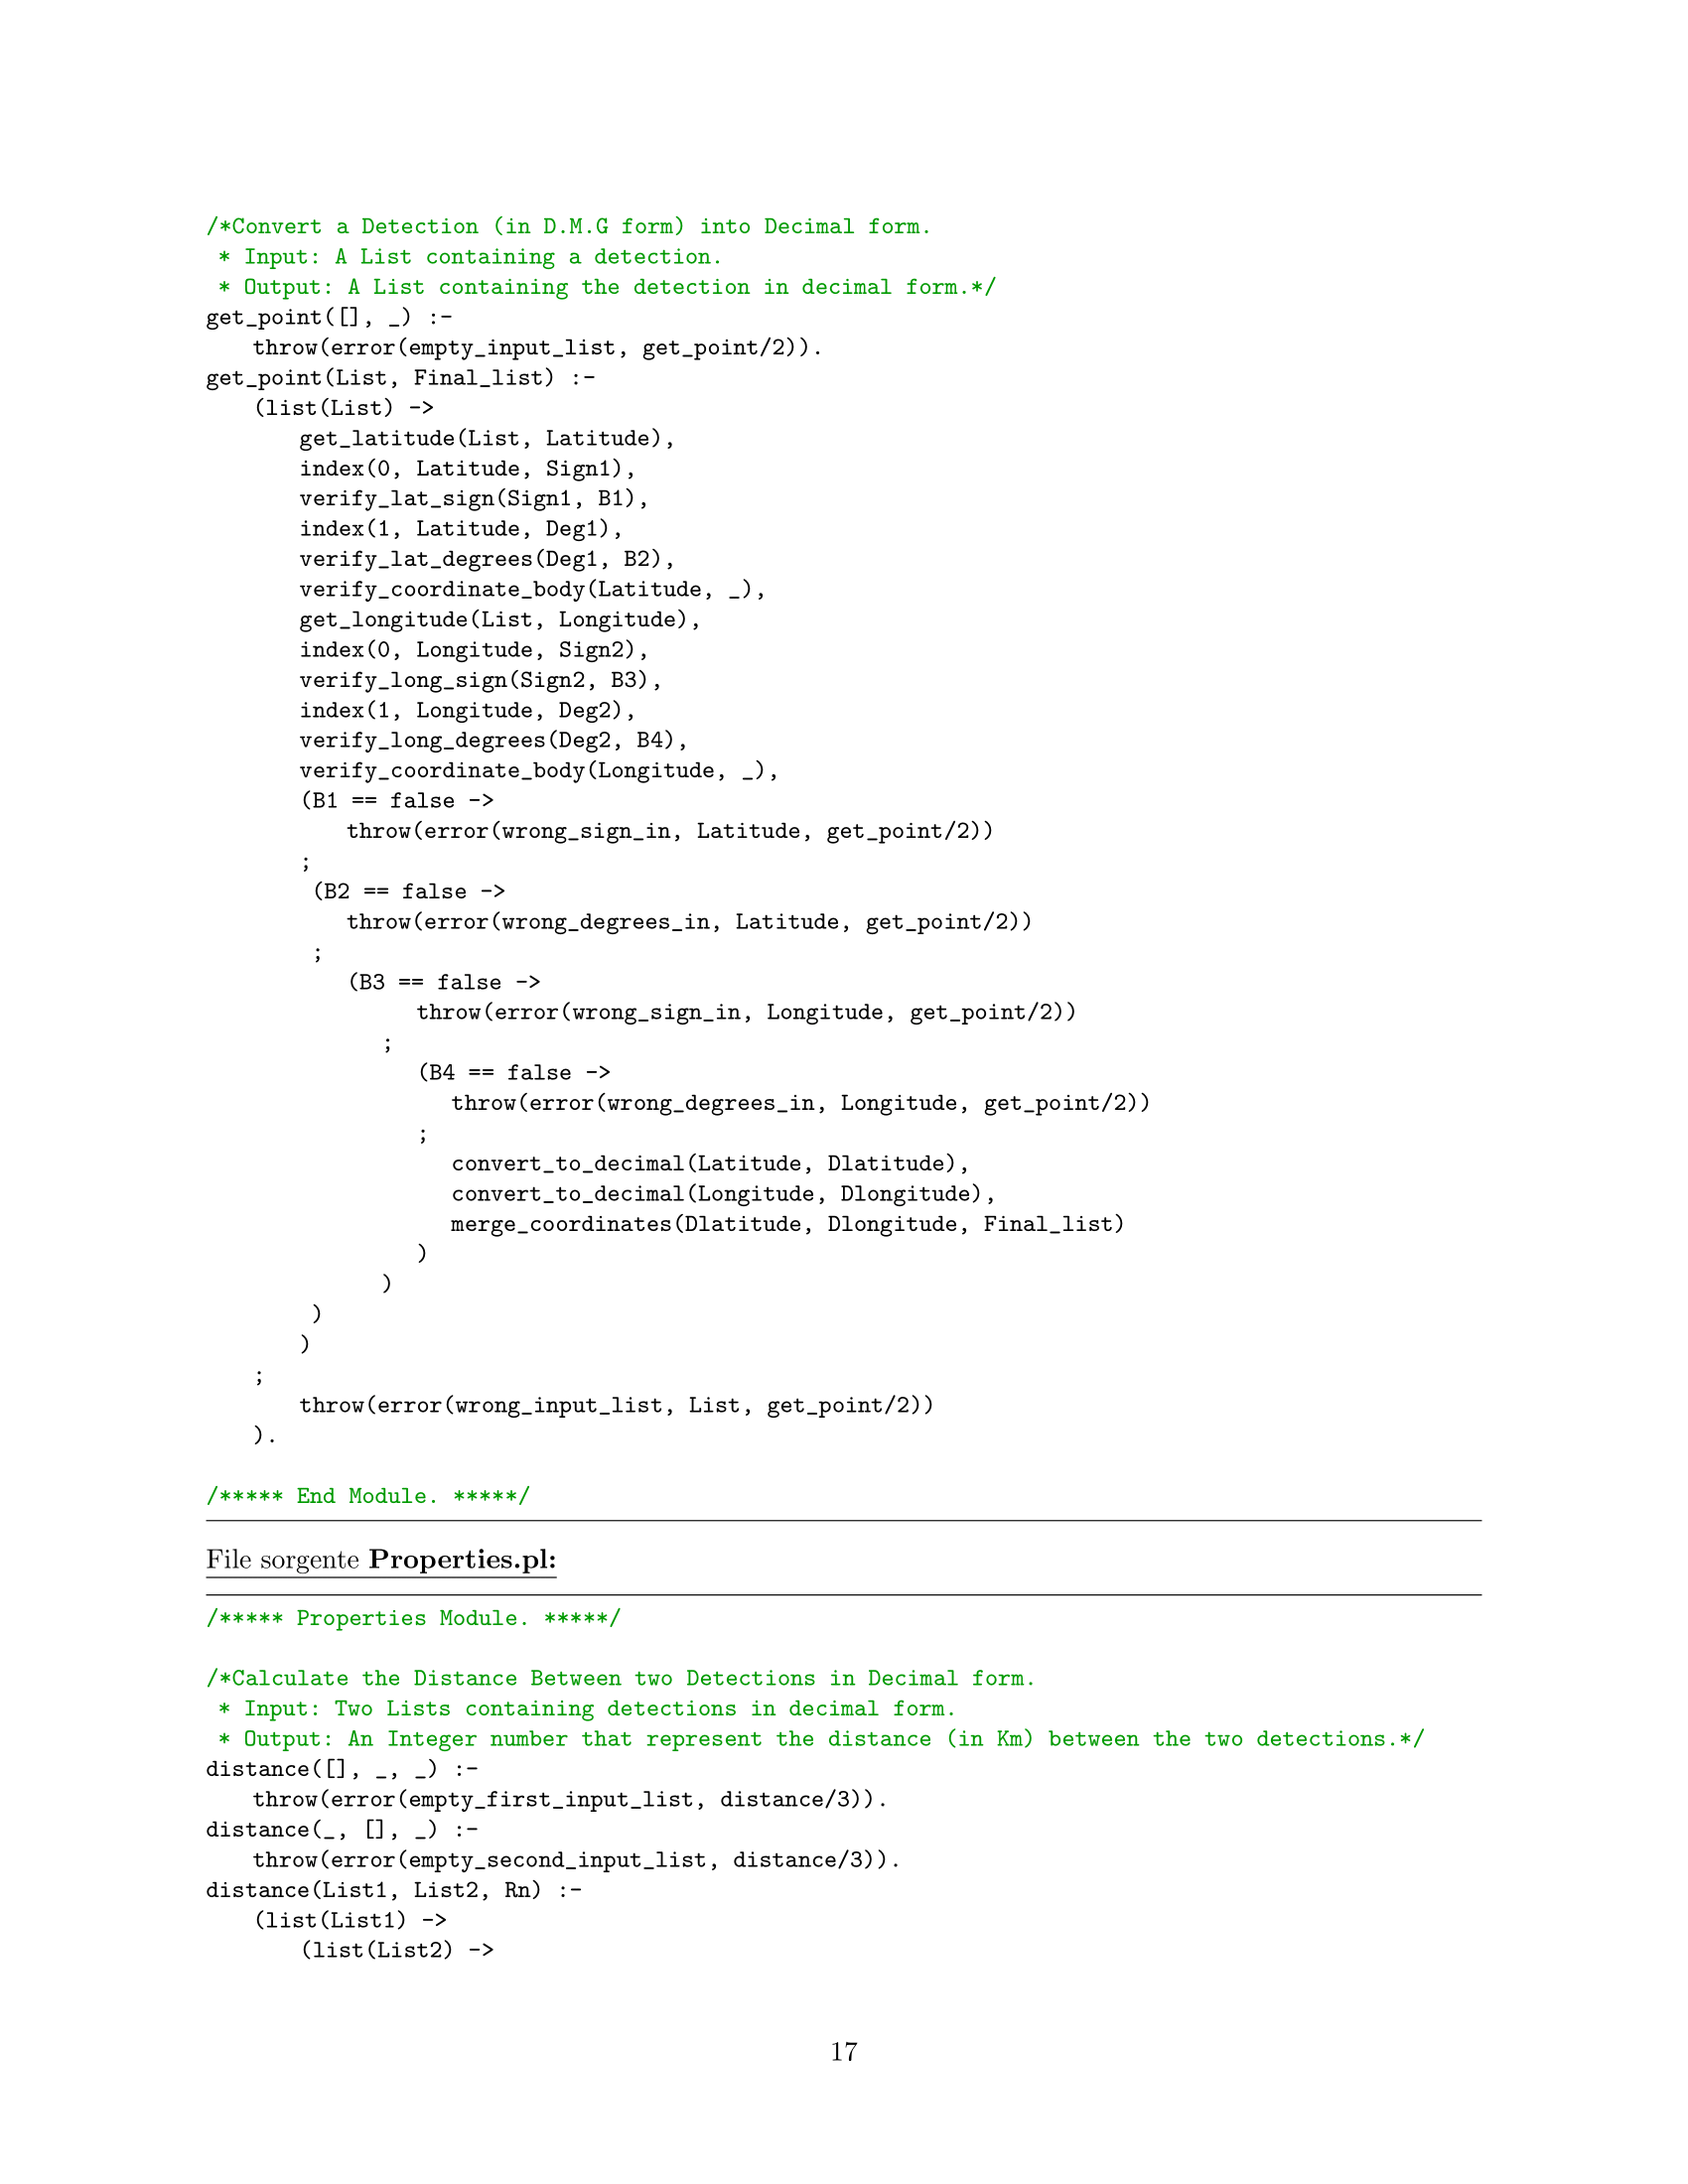 /*Convert a Detection (in D.M.G form) into Decimal form.
 * Input: A List containing a detection.
 * Output: A List containing the detection in decimal form.*/
get_point([], _) :-
    throw(error(empty_input_list, get_point/2)).
get_point(List, Final_list) :-
    (list(List) ->
        get_latitude(List, Latitude),
        index(0, Latitude, Sign1),
        verify_lat_sign(Sign1, B1),
        index(1, Latitude, Deg1),
        verify_lat_degrees(Deg1, B2),
        verify_coordinate_body(Latitude, _),
        get_longitude(List, Longitude),
        index(0, Longitude, Sign2),
        verify_long_sign(Sign2, B3),
        index(1, Longitude, Deg2),
        verify_long_degrees(Deg2, B4),
        verify_coordinate_body(Longitude, _),
        (B1 == false ->
            throw(error(wrong_sign_in, Latitude, get_point/2))
        ;
         (B2 == false ->
            throw(error(wrong_degrees_in, Latitude, get_point/2))
         ;
            (B3 == false ->
                  throw(error(wrong_sign_in, Longitude, get_point/2))
               ;
                  (B4 == false ->
                     throw(error(wrong_degrees_in, Longitude, get_point/2))
                  ;
                     convert_to_decimal(Latitude, Dlatitude),
                     convert_to_decimal(Longitude, Dlongitude),
                     merge_coordinates(Dlatitude, Dlongitude, Final_list)
                  )
               )
         )
        )
    ;
        throw(error(wrong_input_list, List, get_point/2))
    ).
/***** End Module. *****/
File sorgente Properties.pl:
/***** Properties Module. *****/
/*Calculate the Distance Between two Detections in Decimal form.
 * Input: Two Lists containing detections in decimal form.
 * Output: An Integer number that represent the distance (in Km) between the two detections.*/
distance([], _, _) :-
    throw(error(empty_first_input_list, distance/3)).
distance(_, [], _) :-
    throw(error(empty_second_input_list, distance/3)).
distance(List1, List2, Rn) :-
    (list(List1) ->
        (list(List2) ->
17